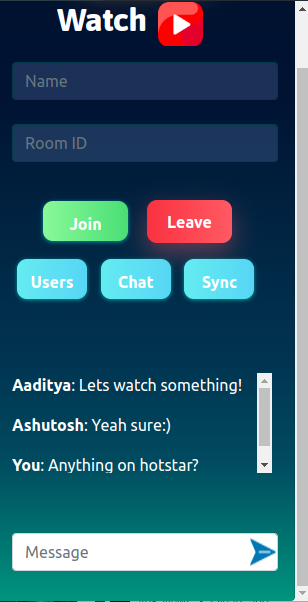 Watch
Name
Room ID
Join Leave
Users Chat Sync
Aaditya: Lets watch something!
Ashutosh: Yeah sure:)
You: Anything on hotstar?
Message